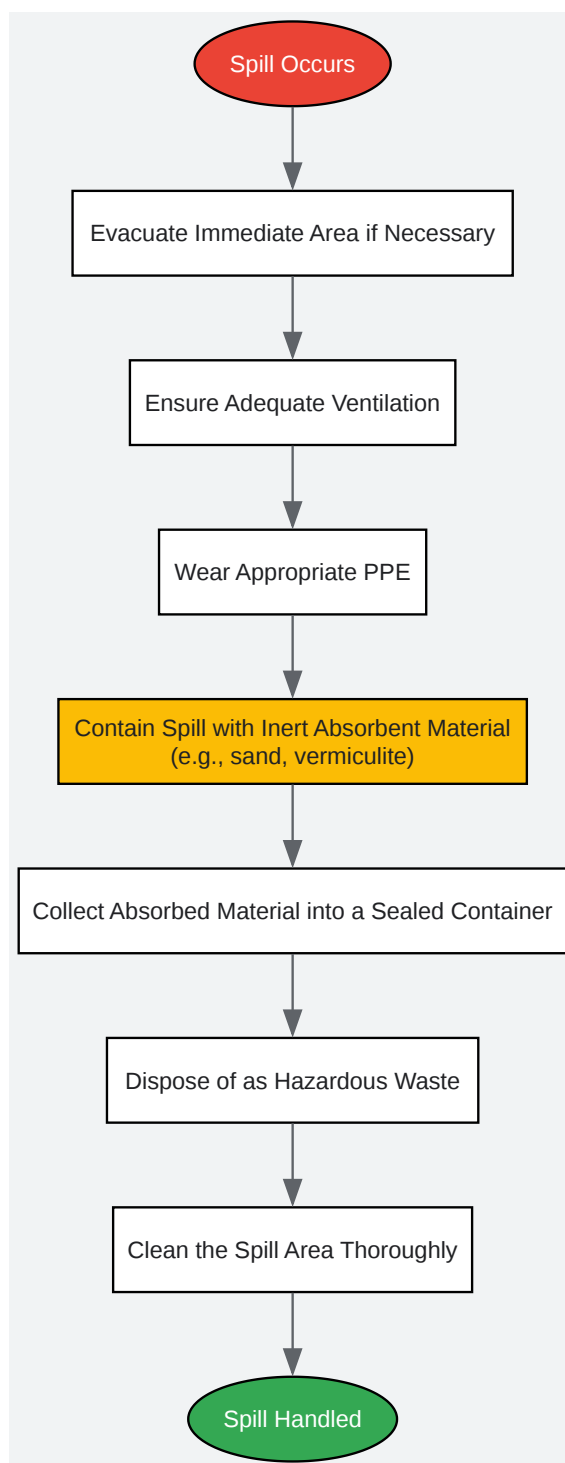 Spill Occurs
Evacuate Immediate Area if Necessary
Ensure Adequate Ventilation
Wear Appropriate PPE
Contain Spill with Inert Absorbent Material
(e.g., sand, vermiculite)
Collect Absorbed Material into a Sealed Container
Dispose of as Hazardous Waste
Clean the Spill Area Thoroughly
Spill Handled